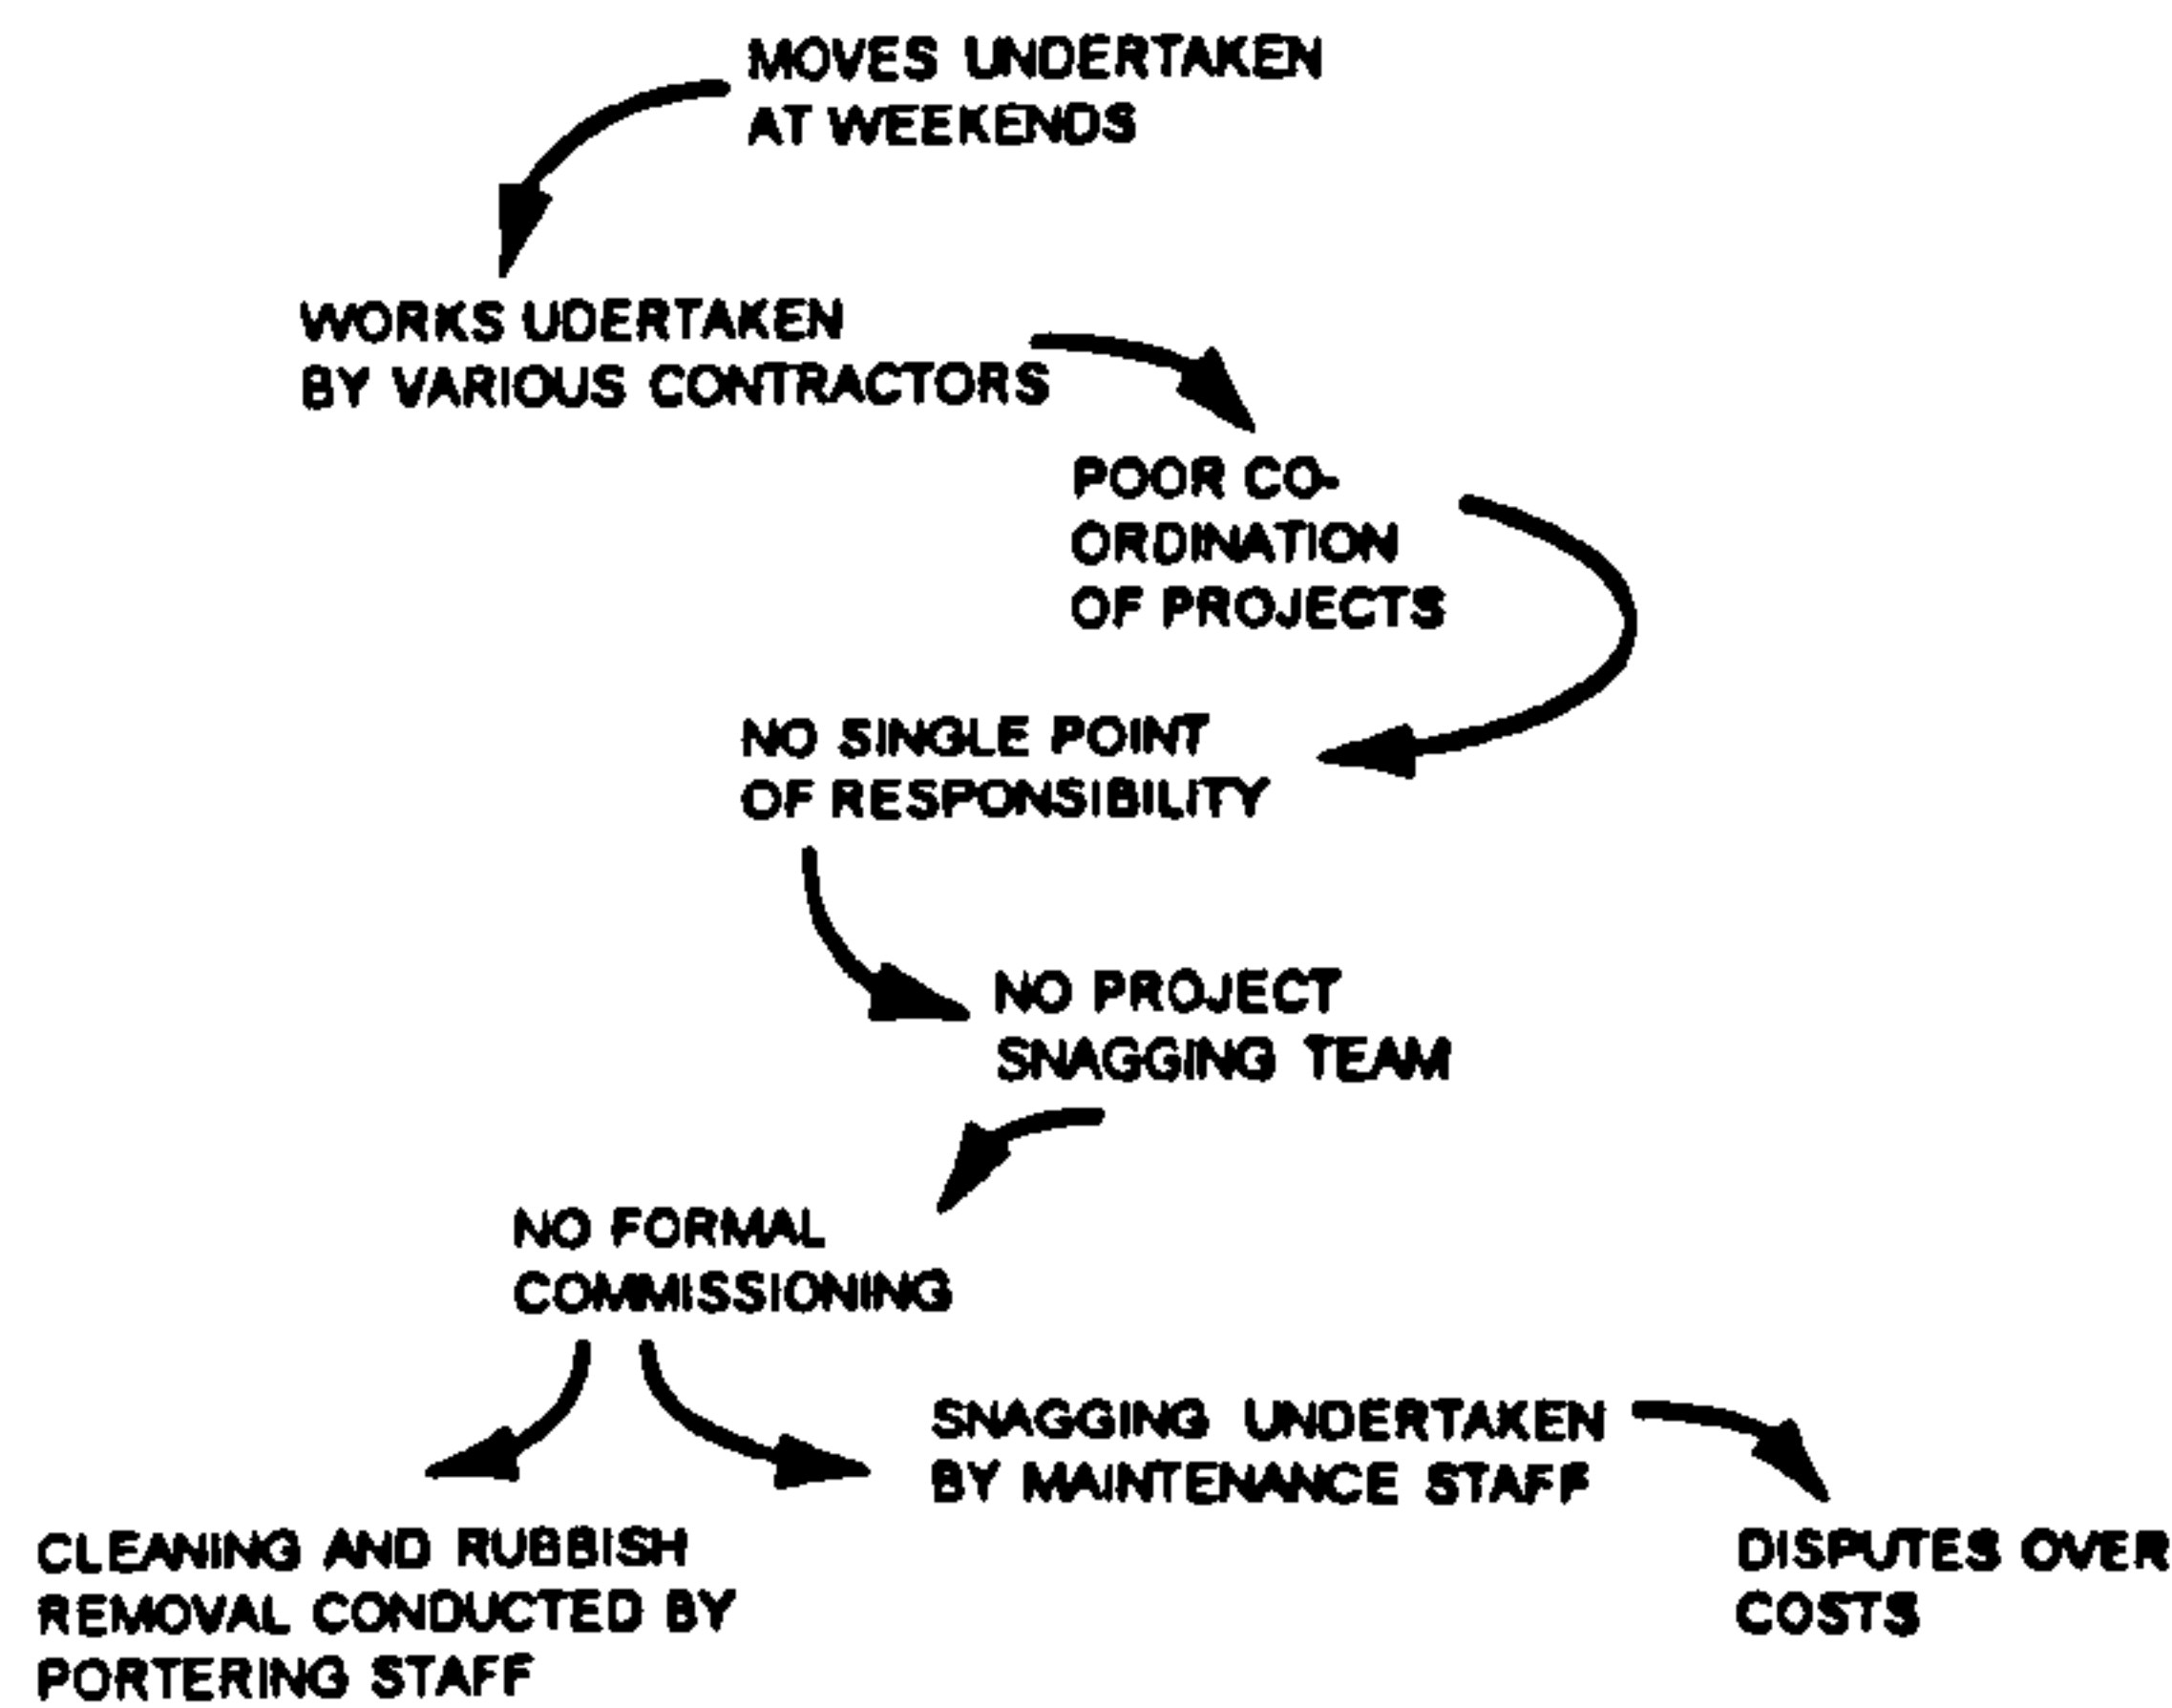 MOVES UNDERTAKEN
AT WEEKENDS
WORKS UDERTAKEN
BY VARIOUS CONTRACTORS
POOR CO-
ORDINATION
OF PROJECTS
NO SINGLE POINT
OF RESPONSIBILITY
NO PROJECT
SNAGGING TEAM
NO FORMAL
COMMISSIONING
SNAGGING UNDERTAKEN
BY MAINTENANCE STAFF
CLEANING AND RUBBISH
REMOVAL CONDUCTED BY
PORTERING STAFF
DISPUTES OVER
COSTS